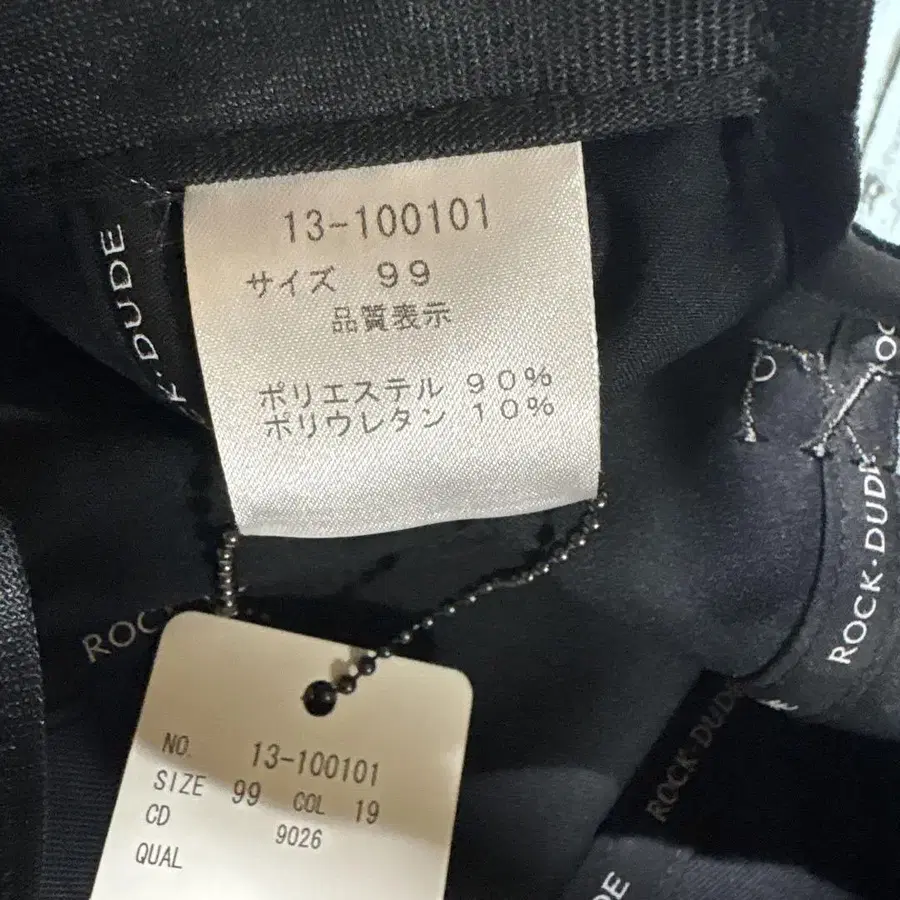 13-100101
サイズ 99
品質表示
ポリエステル 90%
ポリウレタン 10%
K·DUDE
ROC
ROCK·DUDE
ROCK·DUDE
NO. 13-100101
SIZE 99 COL 19
CD 9026
QUAL